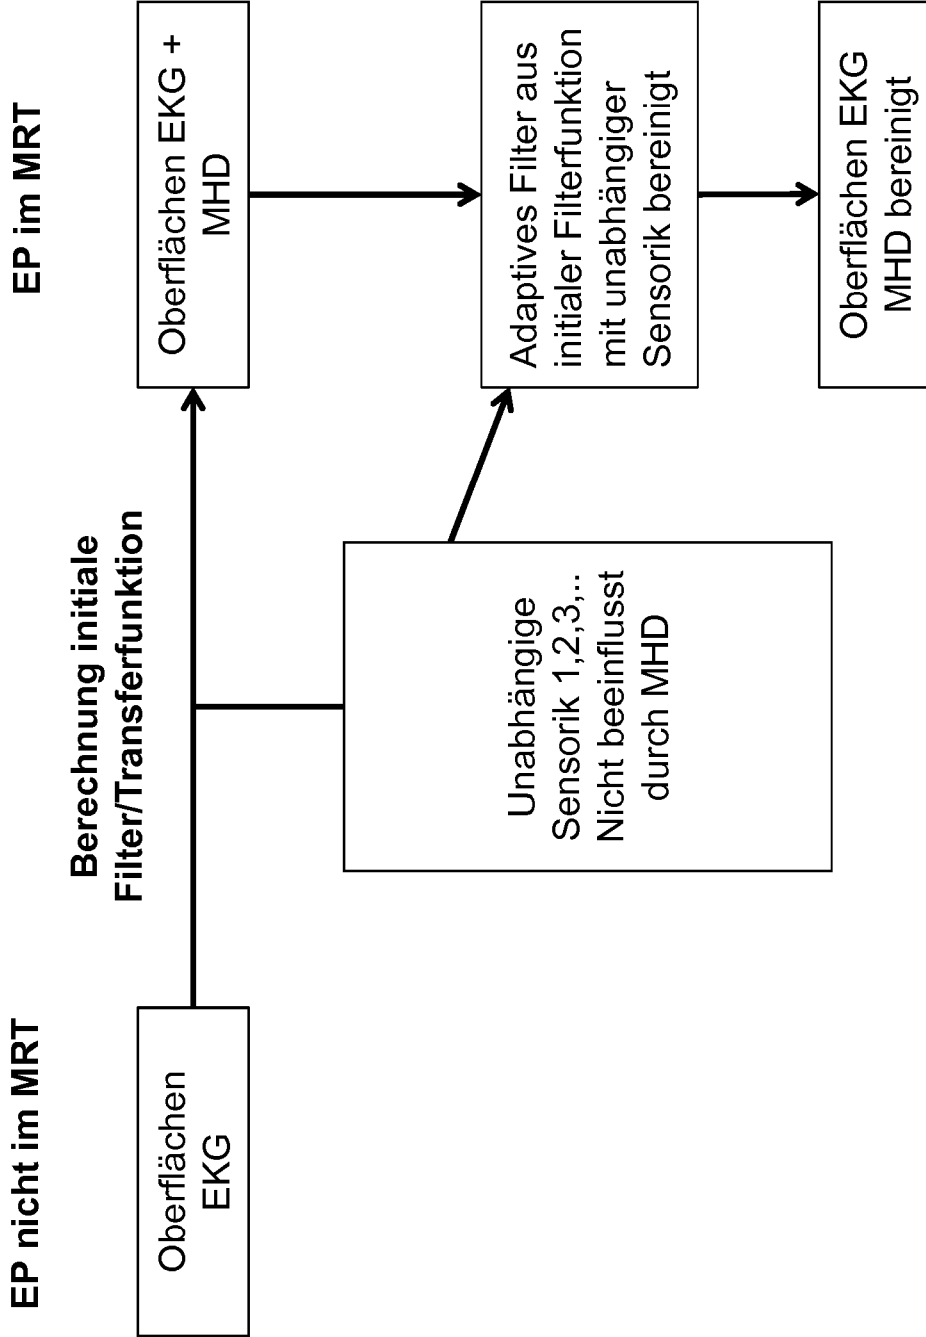 EP nicht im MRT
EP im MRT
Berechnung initiale
Filter/Transferfunktion
Oberflächen
EKG
Oberflächen EKG +
MHD
Unabhängige
Sensorik 1,2,3,..
Nicht beeinflusst
durch MHD
Adaptives Filter aus
initialer Filterfunktion
mit unabhängiger
Sensorik bereinigt
Oberflächen EKG
MHD bereinigt